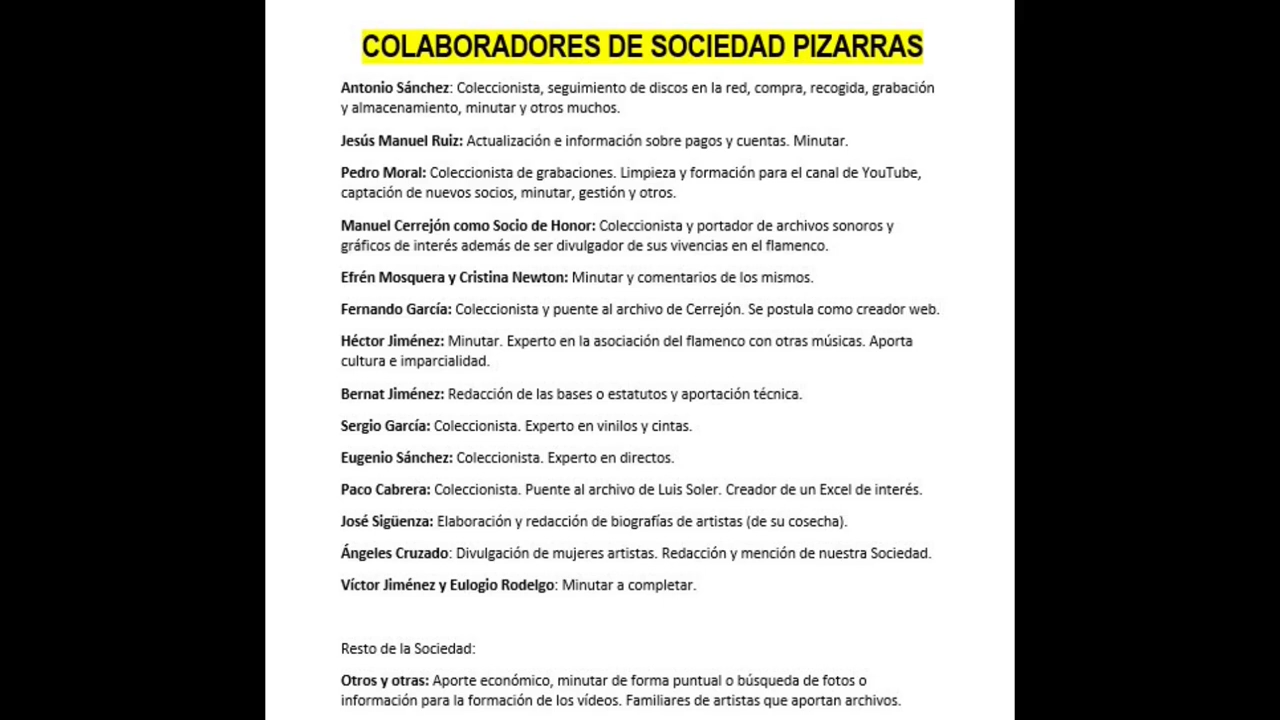 COLABORADORES DE SOCIEDAD PIZARRAS
Antonio Sánchez: Coleccionista, seguimiento de discos en la red, compra, recogida, grabación
y almacenamiento, minutar y otros muchos.
Jesús Manuel Ruiz: Actualización e información sobre pagos y cuentas. Minutar.
Pedro Moral: Coleccionista de grabaciones. Limpieza y formación para el canal de YouTube,
captación de nuevos socios, minutar, gestión y otros.
Manuel Cerrejón como Socio de Honor: Coleccionista y portador de archivos sonoros y
gráficos de interés además de ser divulgador de sus vivencias en el flamenco.
Efrén Mosquera y Cristina Newton: Minutar y comentarios de los mismos.
Fernando García: Coleccionista y puente al archivo de Cerrejón. Se postula como creador web.
Héctor Jiménez: Minutar. Experto en la asociación del flamenco con otras músicas. Aporta
cultura e imparcialidad.
Bernat Jiménez: Redacción de las bases o estatutos y aportación técnica.
Sergio García: Coleccionista. Experto en vinilos y cintas.
Eugenio Sánchez: Coleccionista. Experto en directos.
Paco Cabrera: Coleccionista. Puente al archivo de Luis Soler. Creador de un Excel de interés.
José Sigüenza: Elaboración y redacción de biografías de artistas (de su cosecha).
Ángeles Cruzado: Divulgación de mujeres artistas. Redacción y mención de nuestra Sociedad.
Víctor Jiménez y Eulogio Rodelgo: Minutar a completar.
Resto de la Sociedad:
Otros y otras: Aporte económico, minutar de forma puntual o búsqueda de fotos o
información para la formación de los vídeos. Familiares de artistas que aportan archivos.